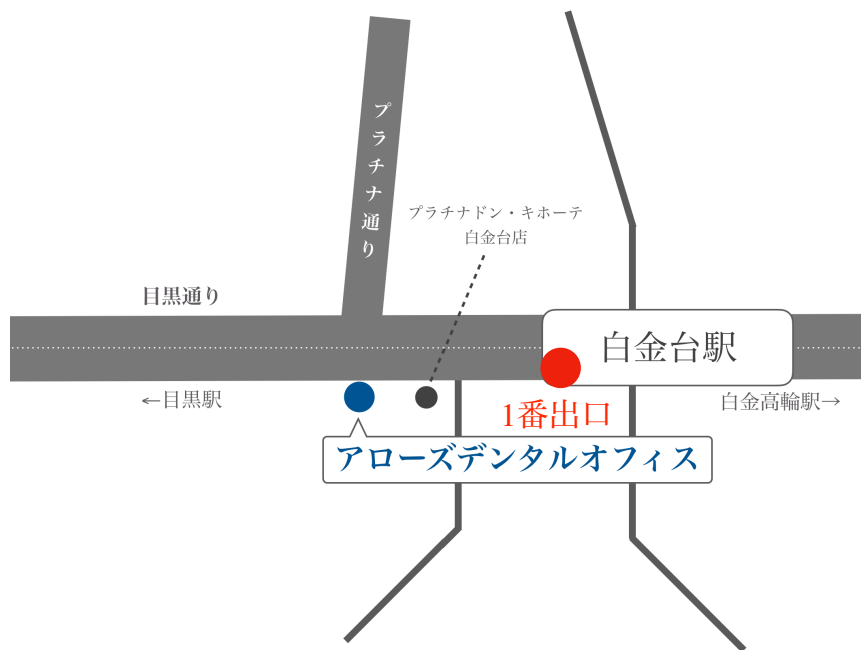 プラチナ通り
プラチナドン・キホーテ
白金台店
目黒通り
白金台駅
←目黒駅
1番出口
白金高輪駅→
アローズデンタルオフィス